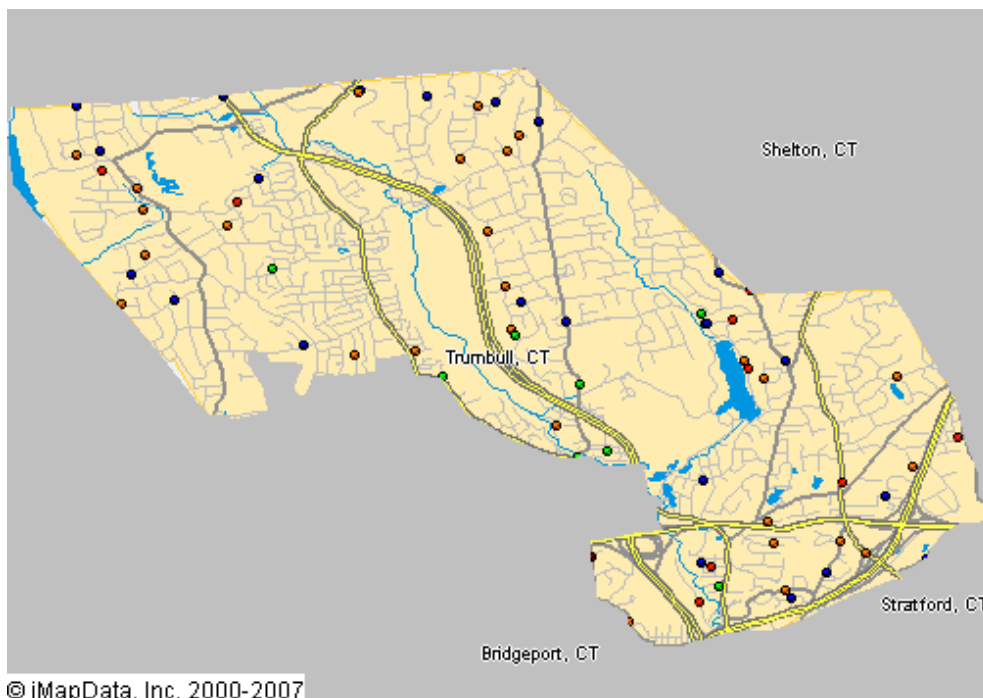 Shelton, CT
Trumbull, CT
Stratford, CT
Bridgeport, CT
© iMapData, Inc. 2000-2007